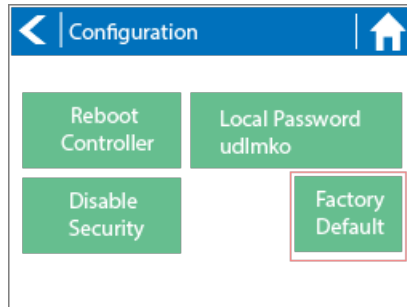 Configuration
Reboot
Controller
Local Password
udlmko
Disable
Security
Factory
Default